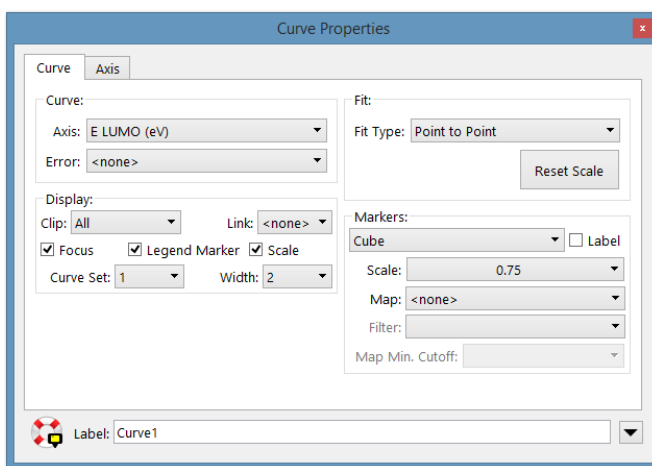 Curve Properties
x
Curve
Axis
Curve:
Axis: E LUMO (eV)
Error: <none>
Display:
Clip: All
Link: <none>
Focus
Legend Marker
Scale
Curve Set: 1
Width: 2
Fit:
Fit Type: Point to Point
Reset Scale
Markers:
Cube
Label
Scale: 0.75
Map: <none>
Filter:
Map Min. Cutoff:
Label: Curve1